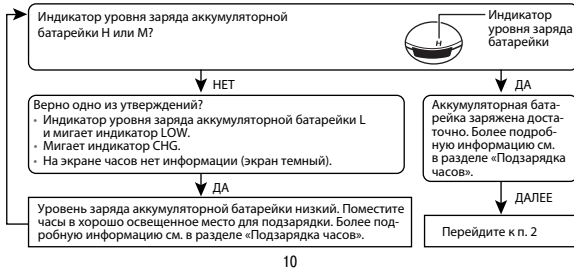 Индикатор уровня заряда аккумуляторной
батарейки H или M?
H
Индикатор
уровня заряда
батарейки
НЕТ
ДА
Верно одно из утверждений?
• Индикатор уровня заряда аккумуляторной батарейки L
и мигает индикатор LOW.
• Мигает индикатор CHG.
• На экране часов нет информации (экран темный).
Аккумуляторная бата-
рейка заряжена доста-
точно. Более подроб-
ную информацию см.
в разделе «Подзарядка
часов».
ДА
ДАЛЕЕ
Уровень заряда аккумуляторной батарейки низкий. Поместите
часы в хорошо освещенное место для подзарядки. Более под-
робную информацию см. в разделе «Подзарядка часов».
Перейдите к п. 2
10